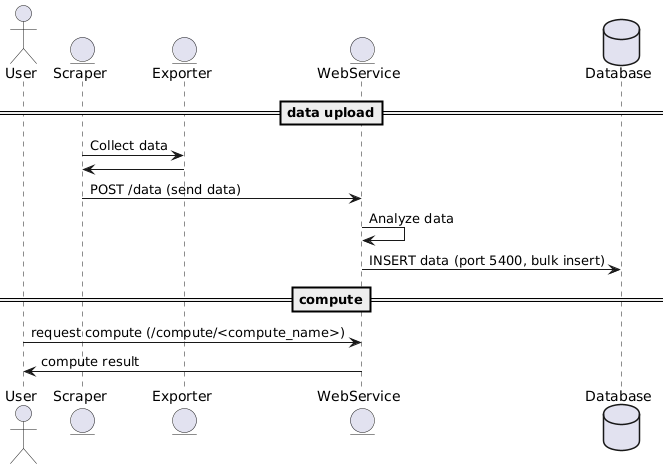 User Scraper Exporter WebService Database
data upload
Collect data
POST /data (send data)
Analyze data
INSERT data (port 5400, bulk insert)
compute
request compute (/compute/<compute_name>)
compute result
User Scraper Exporter WebService Database